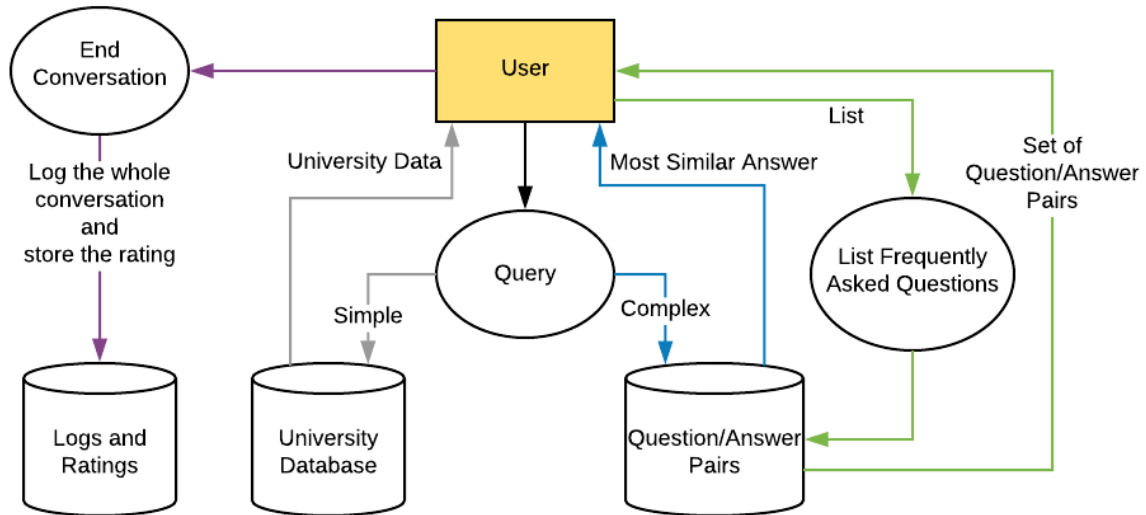 End
Conversation
User
List
University Data
Most Similar Answer
Set of
Question/Answer
Pairs
Log the whole
conversation
and
store the rating
Query
List Frequently
Asked Questions
Simple
Complex
Logs and
Ratings
University
Database
Question/Answer
Pairs